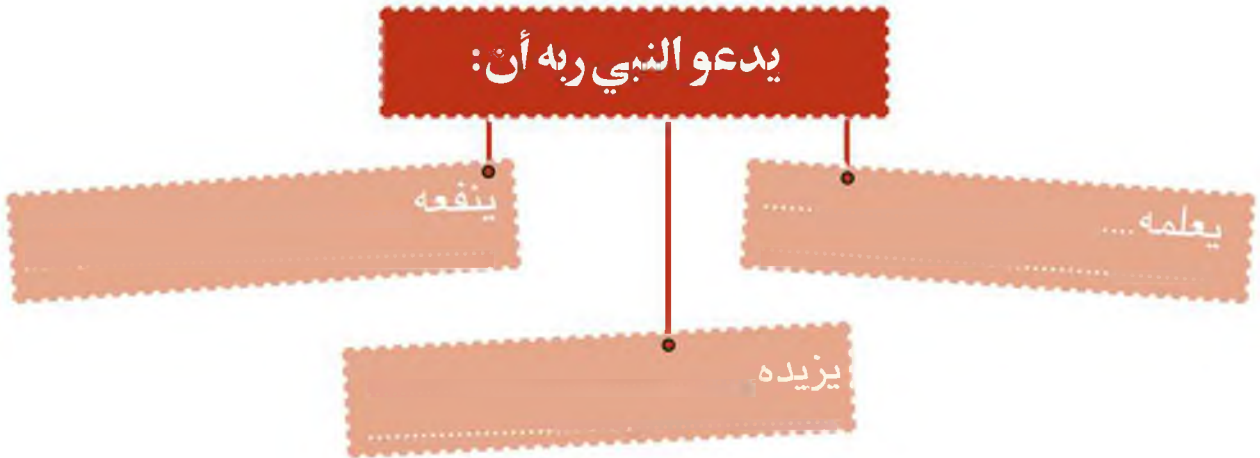 يدعو النبي ربه أن:
يعلمه .... ......
ينفعه
يزيده